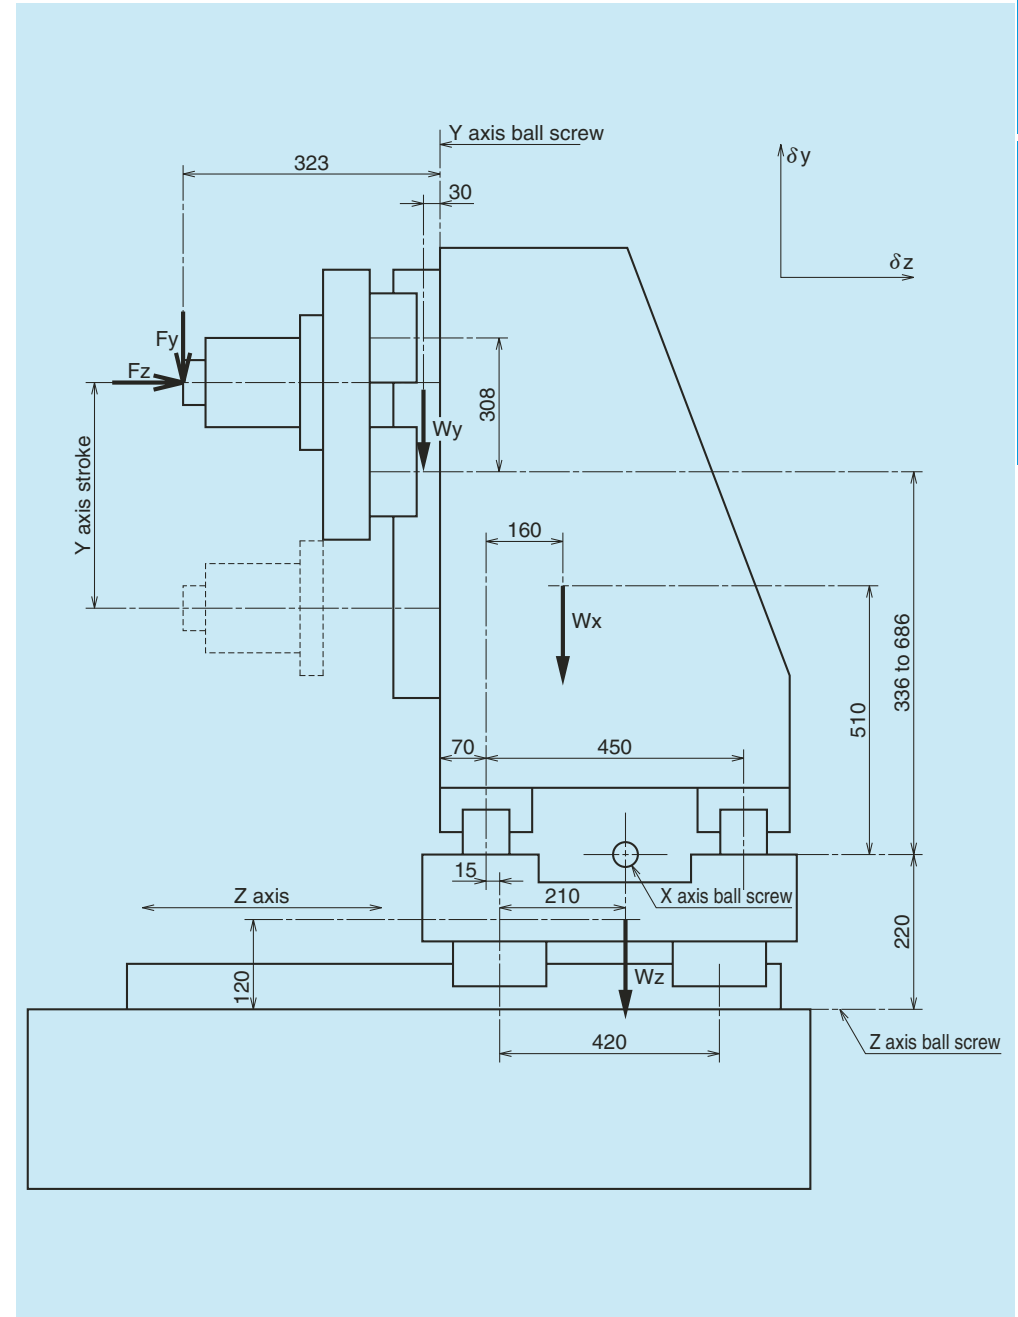 Y axis ball screw
323
δy
30
δz
Fy
Fz
308
Wy
Y axis stroke
160
Wx
336 to 686
510
70
450
15
Z axis
210
X axis ball screw
220
120
Wz
420
Z axis ball screw